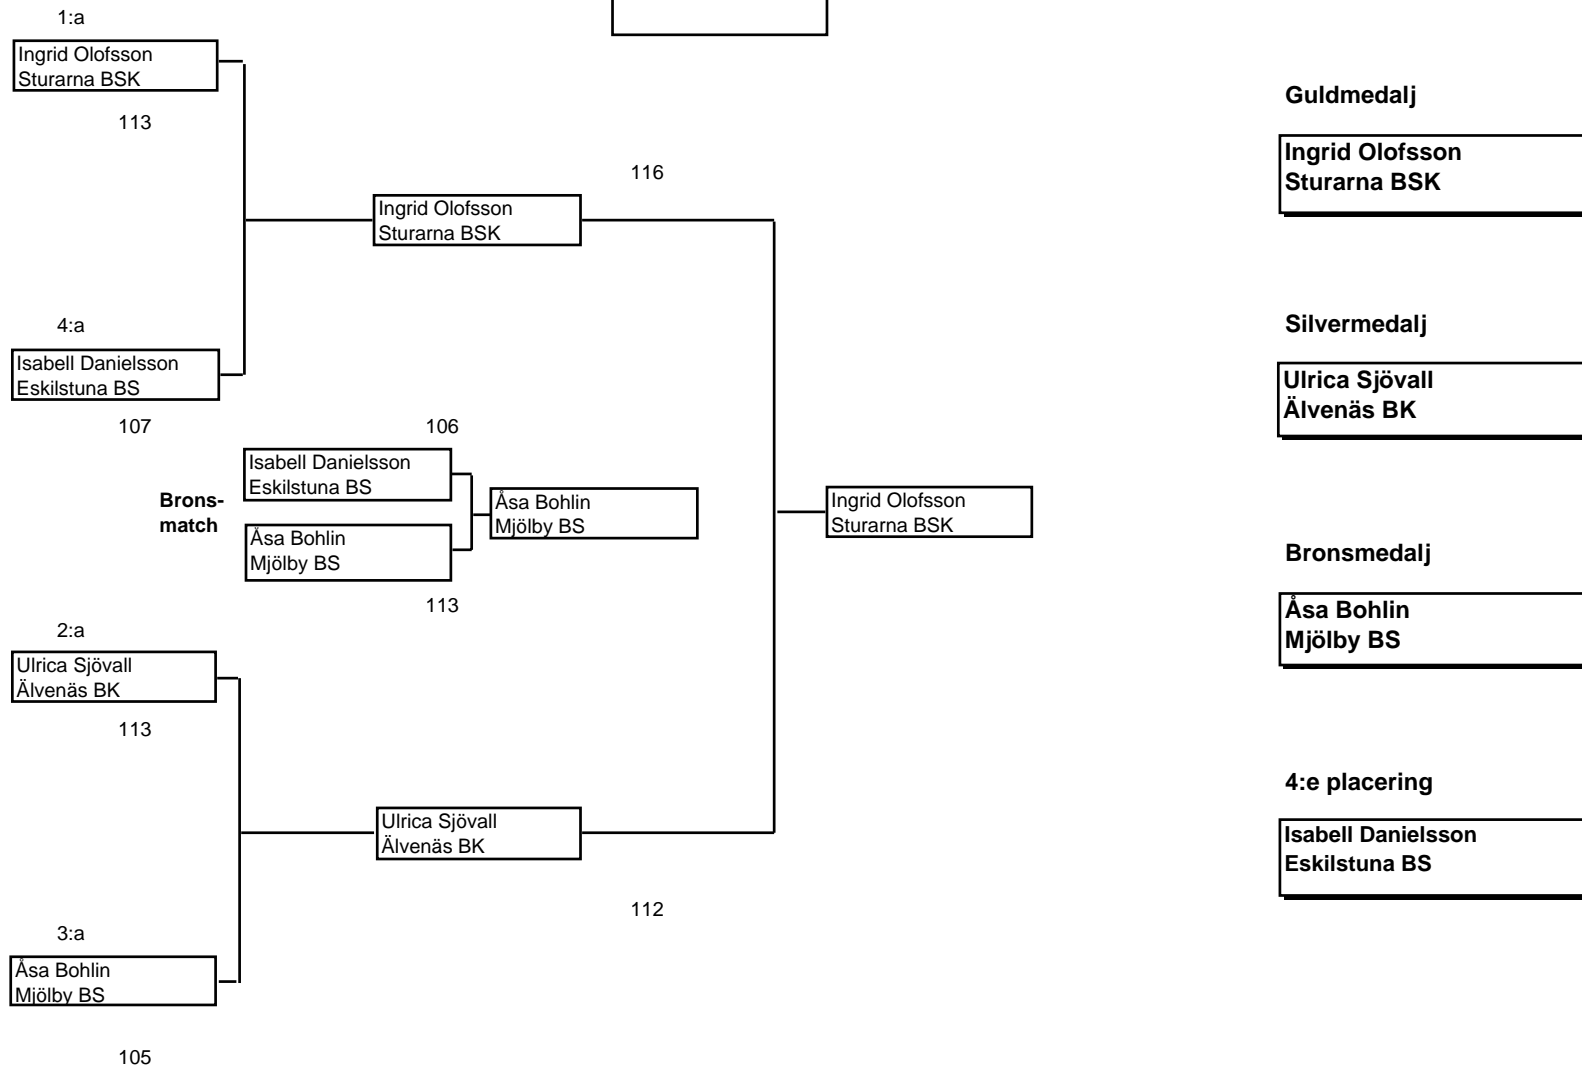 1:a
Ingrid Olofsson
Sturarna BSK
113
4:a
Isabell Danielsson
Eskilstuna BS
107
116
Ingrid Olofsson
Sturarna BSK
106
Brons-
match
Isabell Danielsson
Eskilstuna BS
Åsa Bohlin
Mjölby BS
113
Åsa Bohlin
Mjölby BS
Ingrid Olofsson
Sturarna BSK
2:a
Ulrica Sjövall
Älvenäs BK
113
Ulrica Sjövall
Älvenäs BK
112
3:a
Åsa Bohlin
Mjölby BS
105
Guldmedalj
Ingrid Olofsson
Sturarna BSK
Silvermedalj
Ulrica Sjövall
Älvenäs BK
Bronsmedalj
Åsa Bohlin
Mjölby BS
4:e placering
Isabell Danielsson
Eskilstuna BS